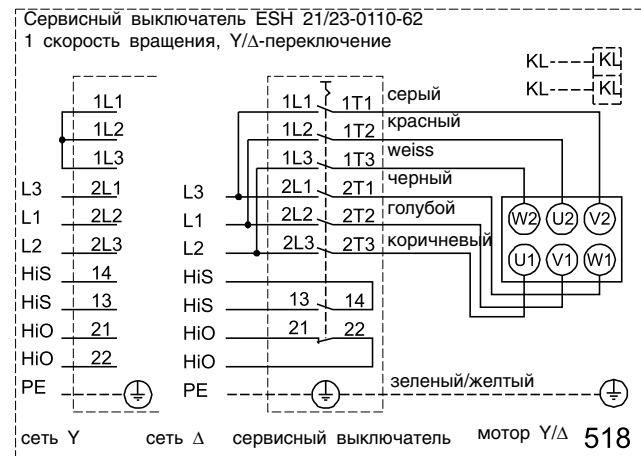 Сервисный выключатель ESH 21/23-0110-62
1 скорость вращения, Y/Δ-переключение
KL KL
KL KL
1L1 1L1 1T1 серый
1L2 1L2 1T2 красный
1L3 1L3 1T3 weiss
L3 2L1 L3 2L1 2T1 черный
L1 2L2 L1 2L2 2T2 голубой
L2 2L3 L2 2L3 2T3 коричневый
W2 U2 V2
U1 V1 W1
HiS 14 HiS
HiS 13 HiS 13 14
HiO 21 HiO 21 22
HiO 22 HiO
PE PE зеленый/желтый
сеть Y сеть Δ сервисный выключатель мотор Y/Δ 518